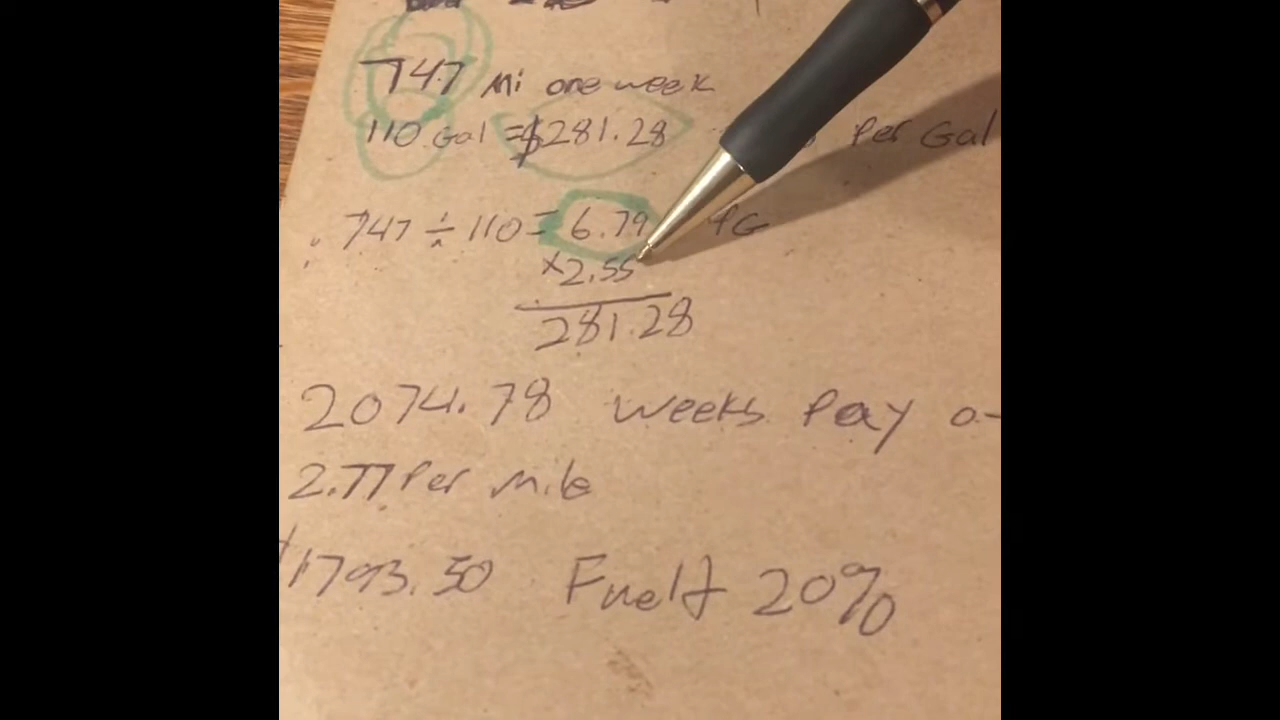 747 Mi one week
110 Gal =$281.28 Per Gal
747 ÷ 110= 6.79 PG
×2.55
281.28
2074.78 weeks Pay
2.77 Per Mile
$1793.50 Fuel 20%